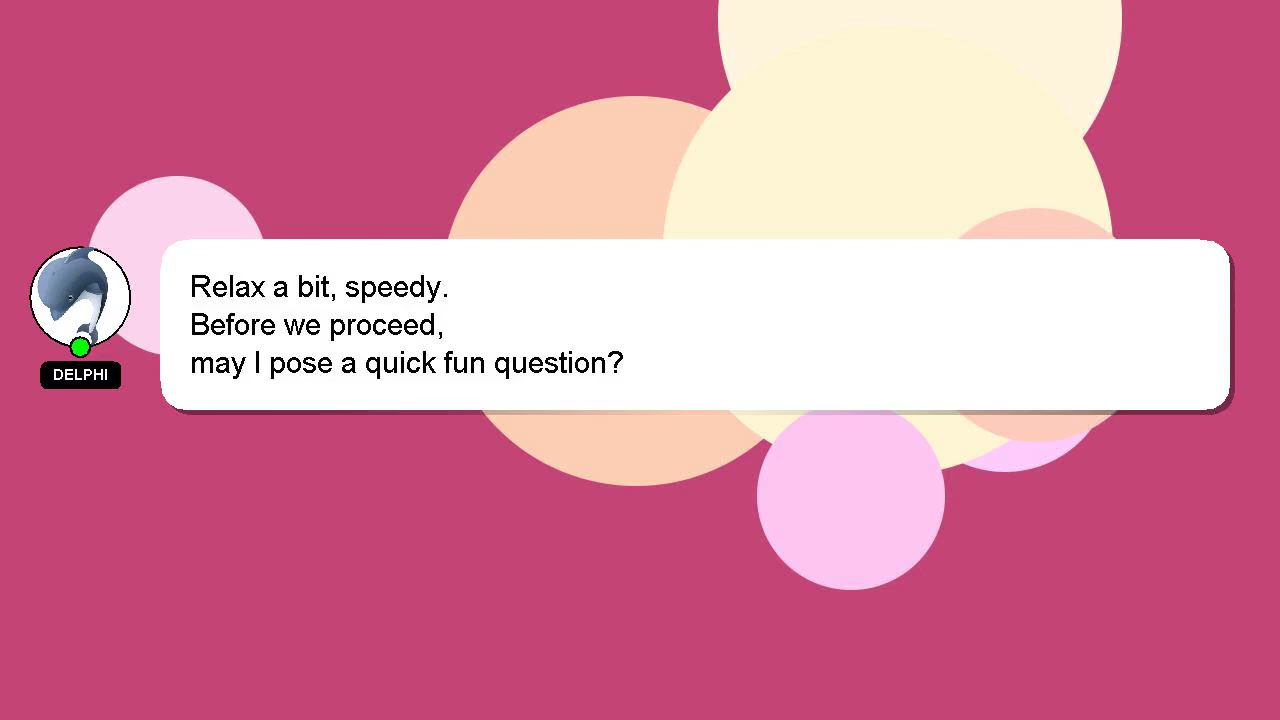 Relax a bit, speedy.
Before we proceed,
may I pose a quick fun question?
DELPHI